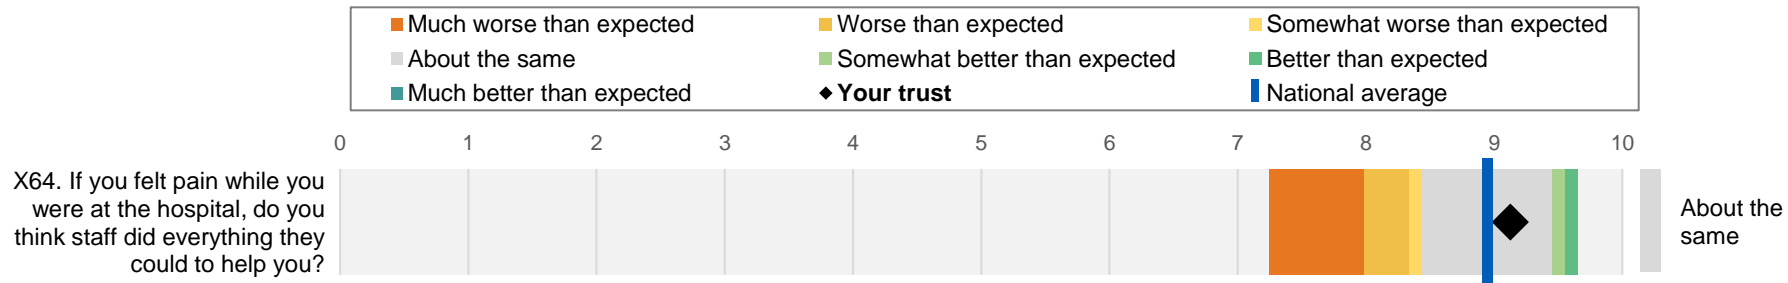 Much worse than expected
Worse than expected
Somewhat worse than expected
About the same
Somewhat better than expected
Better than expected
Much better than expected
Your trust
National average
0 1 2 3 4 5 6 7 8 9 10
X64. If you felt pain while you
were at the hospital, do you
think staff did everything they
could to help you?
About the
same